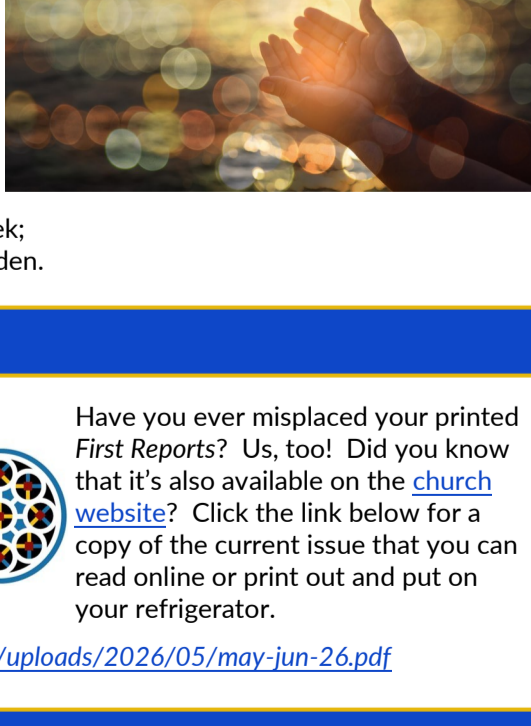 ek;
den.
Have you ever misplaced your printed
First Reports? Us, too! Did you know
that it's also available on the church
website? Click the link below for a
copy of the current issue that you can
read online or print out and put on
your refrigerator.
/uploads/2026/05/may-jun-26.pdf